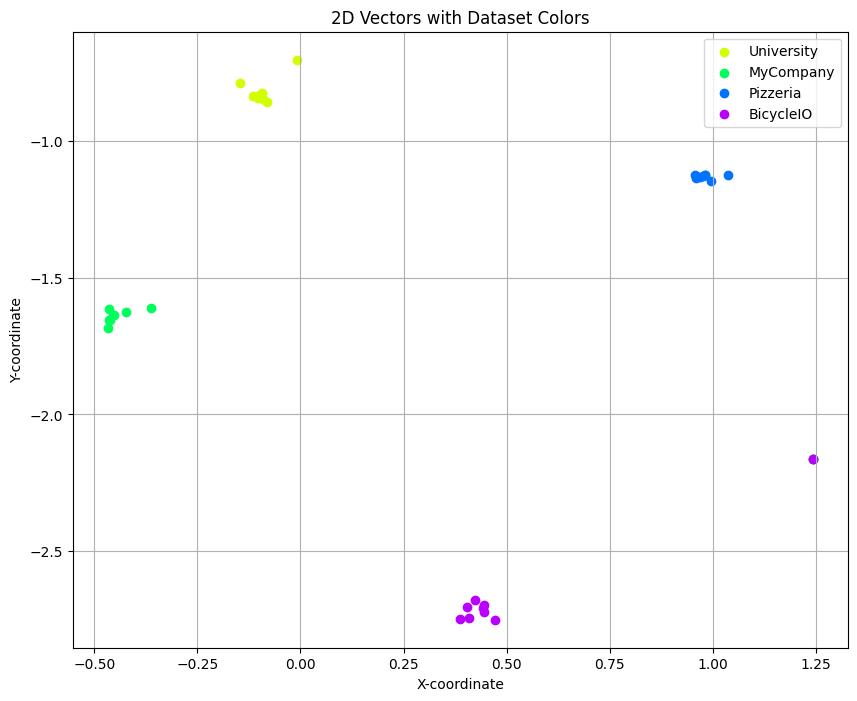 2D Vectors with Dataset Colors
University
MyCompany
Pizzeria
BicycleIO
−1.0
−1.5
−2.0
−2.5
Y-coordinate
−0.50
−0.25
0.00
0.25
0.50
0.75
1.00
1.25
X-coordinate